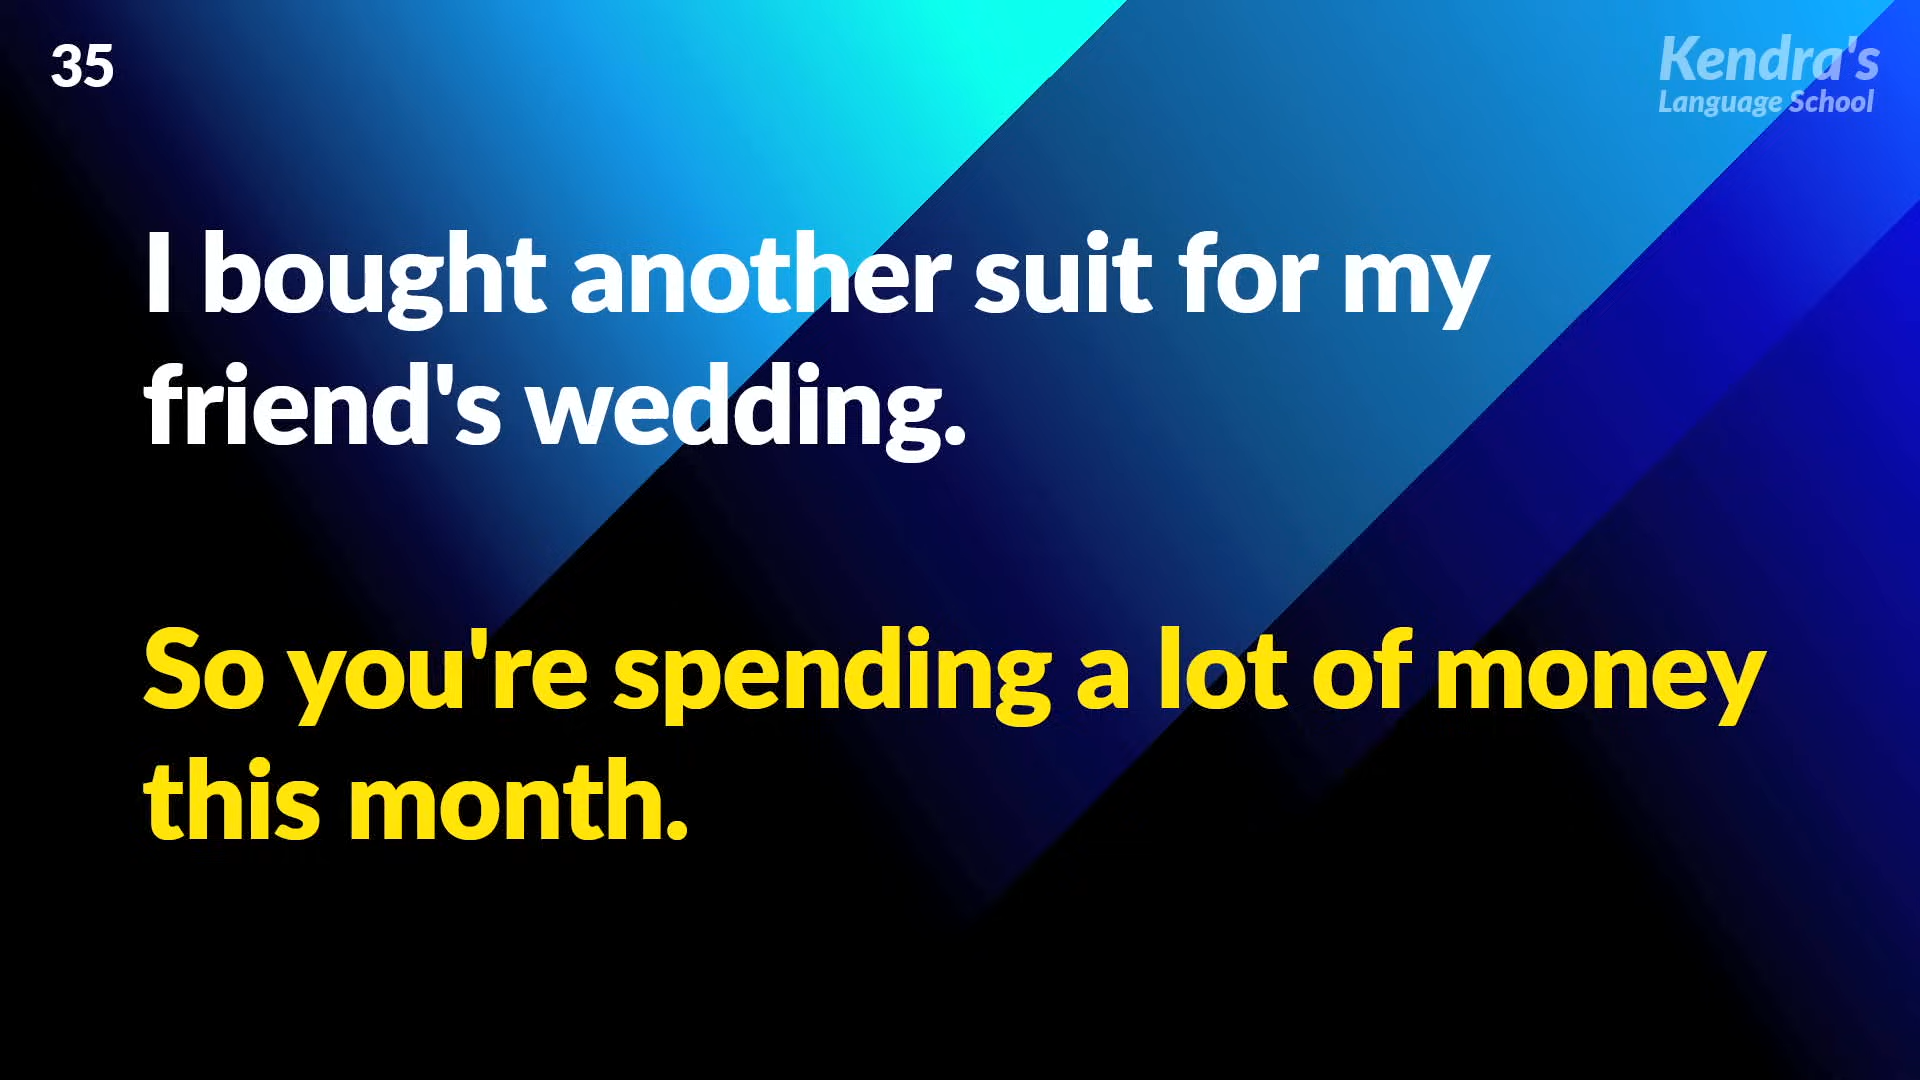 35
Kendra's
Language School
I bought another suit for my
friend's wedding.
So you're spending a lot of money
this month.